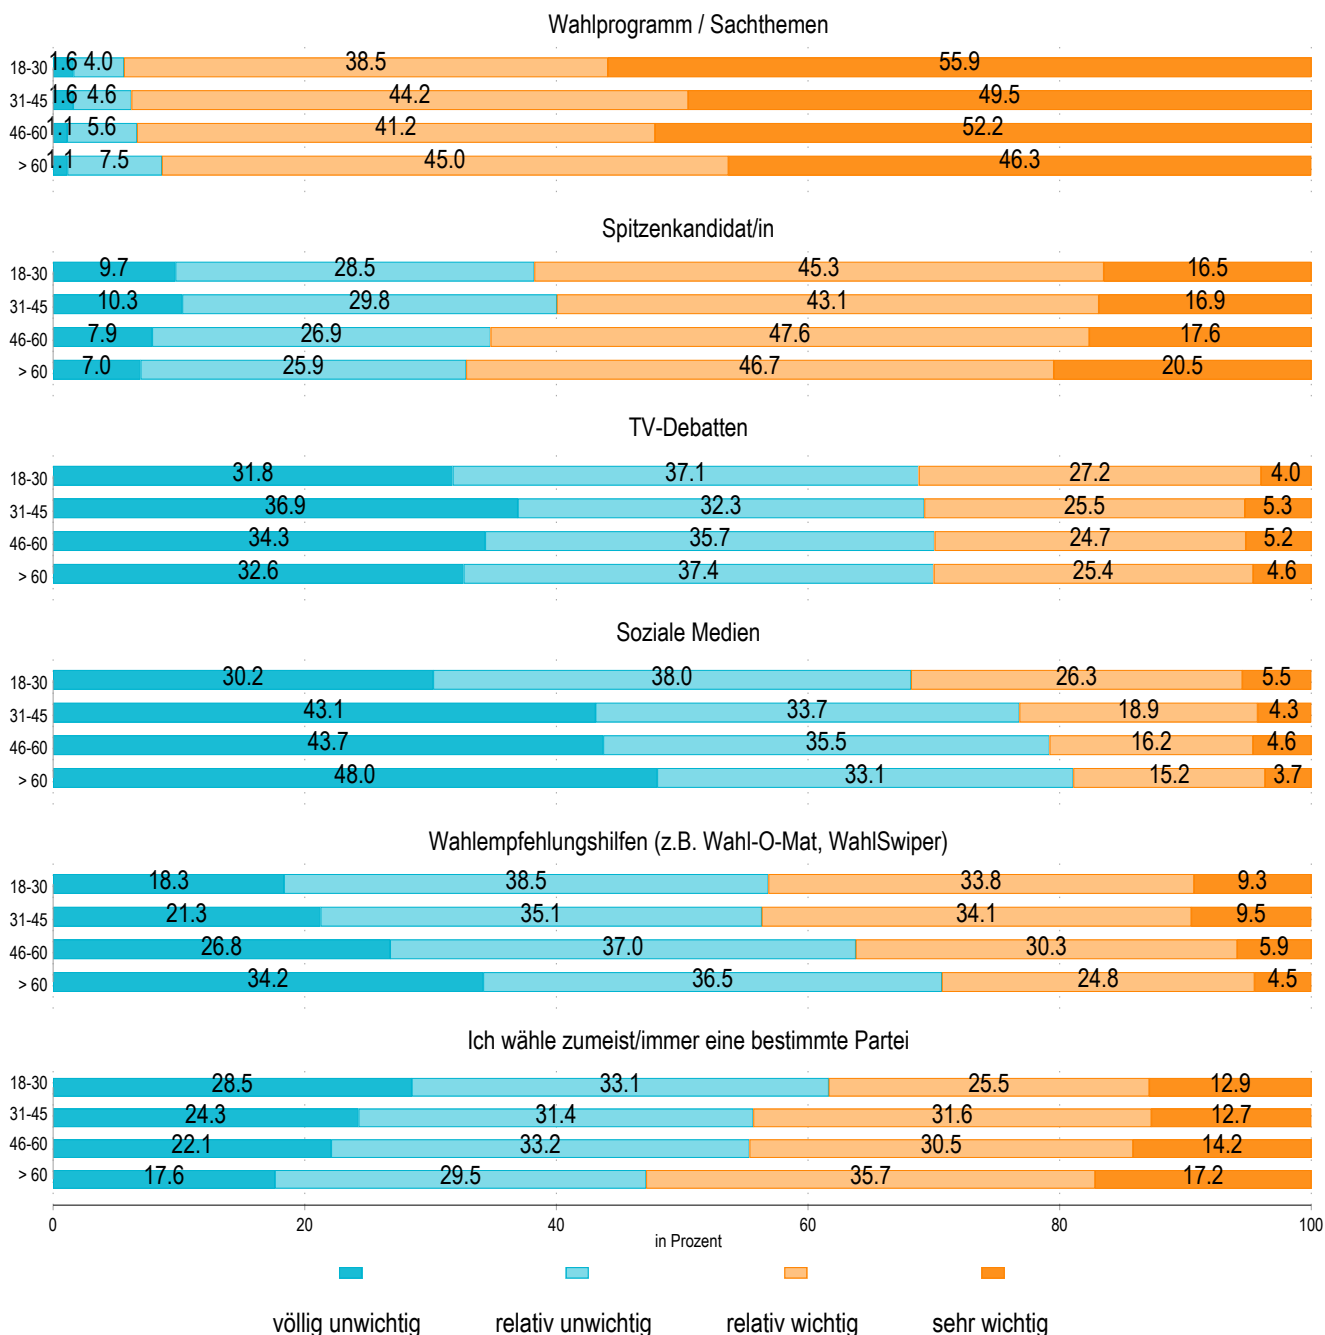 Wahlprogramm / Sachthemen
18-30 1.6 4.0 38.5 55.9
31-45 1.6 4.6 44.2 49.5
46-60 1.1 5.6 41.2 52.2
> 60 1.1 7.5 45.0 46.3
Spitzenkandidat/in
18-30 9.7 28.5 45.3 16.5
31-45 10.3 29.8 43.1 16.9
46-60 7.9 26.9 47.6 17.6
> 60 7.0 25.9 46.7 20.5
TV-Debatten
18-30 31.8 37.1 27.2 4.0
31-45 36.9 32.3 25.5 5.3
46-60 34.3 35.7 24.7 5.2
> 60 32.6 37.4 25.4 4.6
Soziale Medien
18-30 30.2 38.0 26.3 5.5
31-45 43.1 33.7 18.9 4.3
46-60 43.7 35.5 16.2 4.6
> 60 48.0 33.1 15.2 3.7
Wahlempfehlungshilfen (z.B. Wahl-O-Mat, WahlSwiper)
18-30 18.3 38.5 33.8 9.3
31-45 21.3 35.1 34.1 9.5
46-60 26.8 37.0 30.3 5.9
> 60 34.2 36.5 24.8 4.5
Ich wähle zumeist/immer eine bestimmte Partei
18-30 28.5 33.1 25.5 12.9
31-45 24.3 31.4 31.6 12.7
46-60 22.1 33.2 30.5 14.2
> 60 17.6 29.5 35.7 17.2
0 20 40 60 80 100
in Prozent
völlig unwichtig relativ unwichtig relativ wichtig sehr wichtig